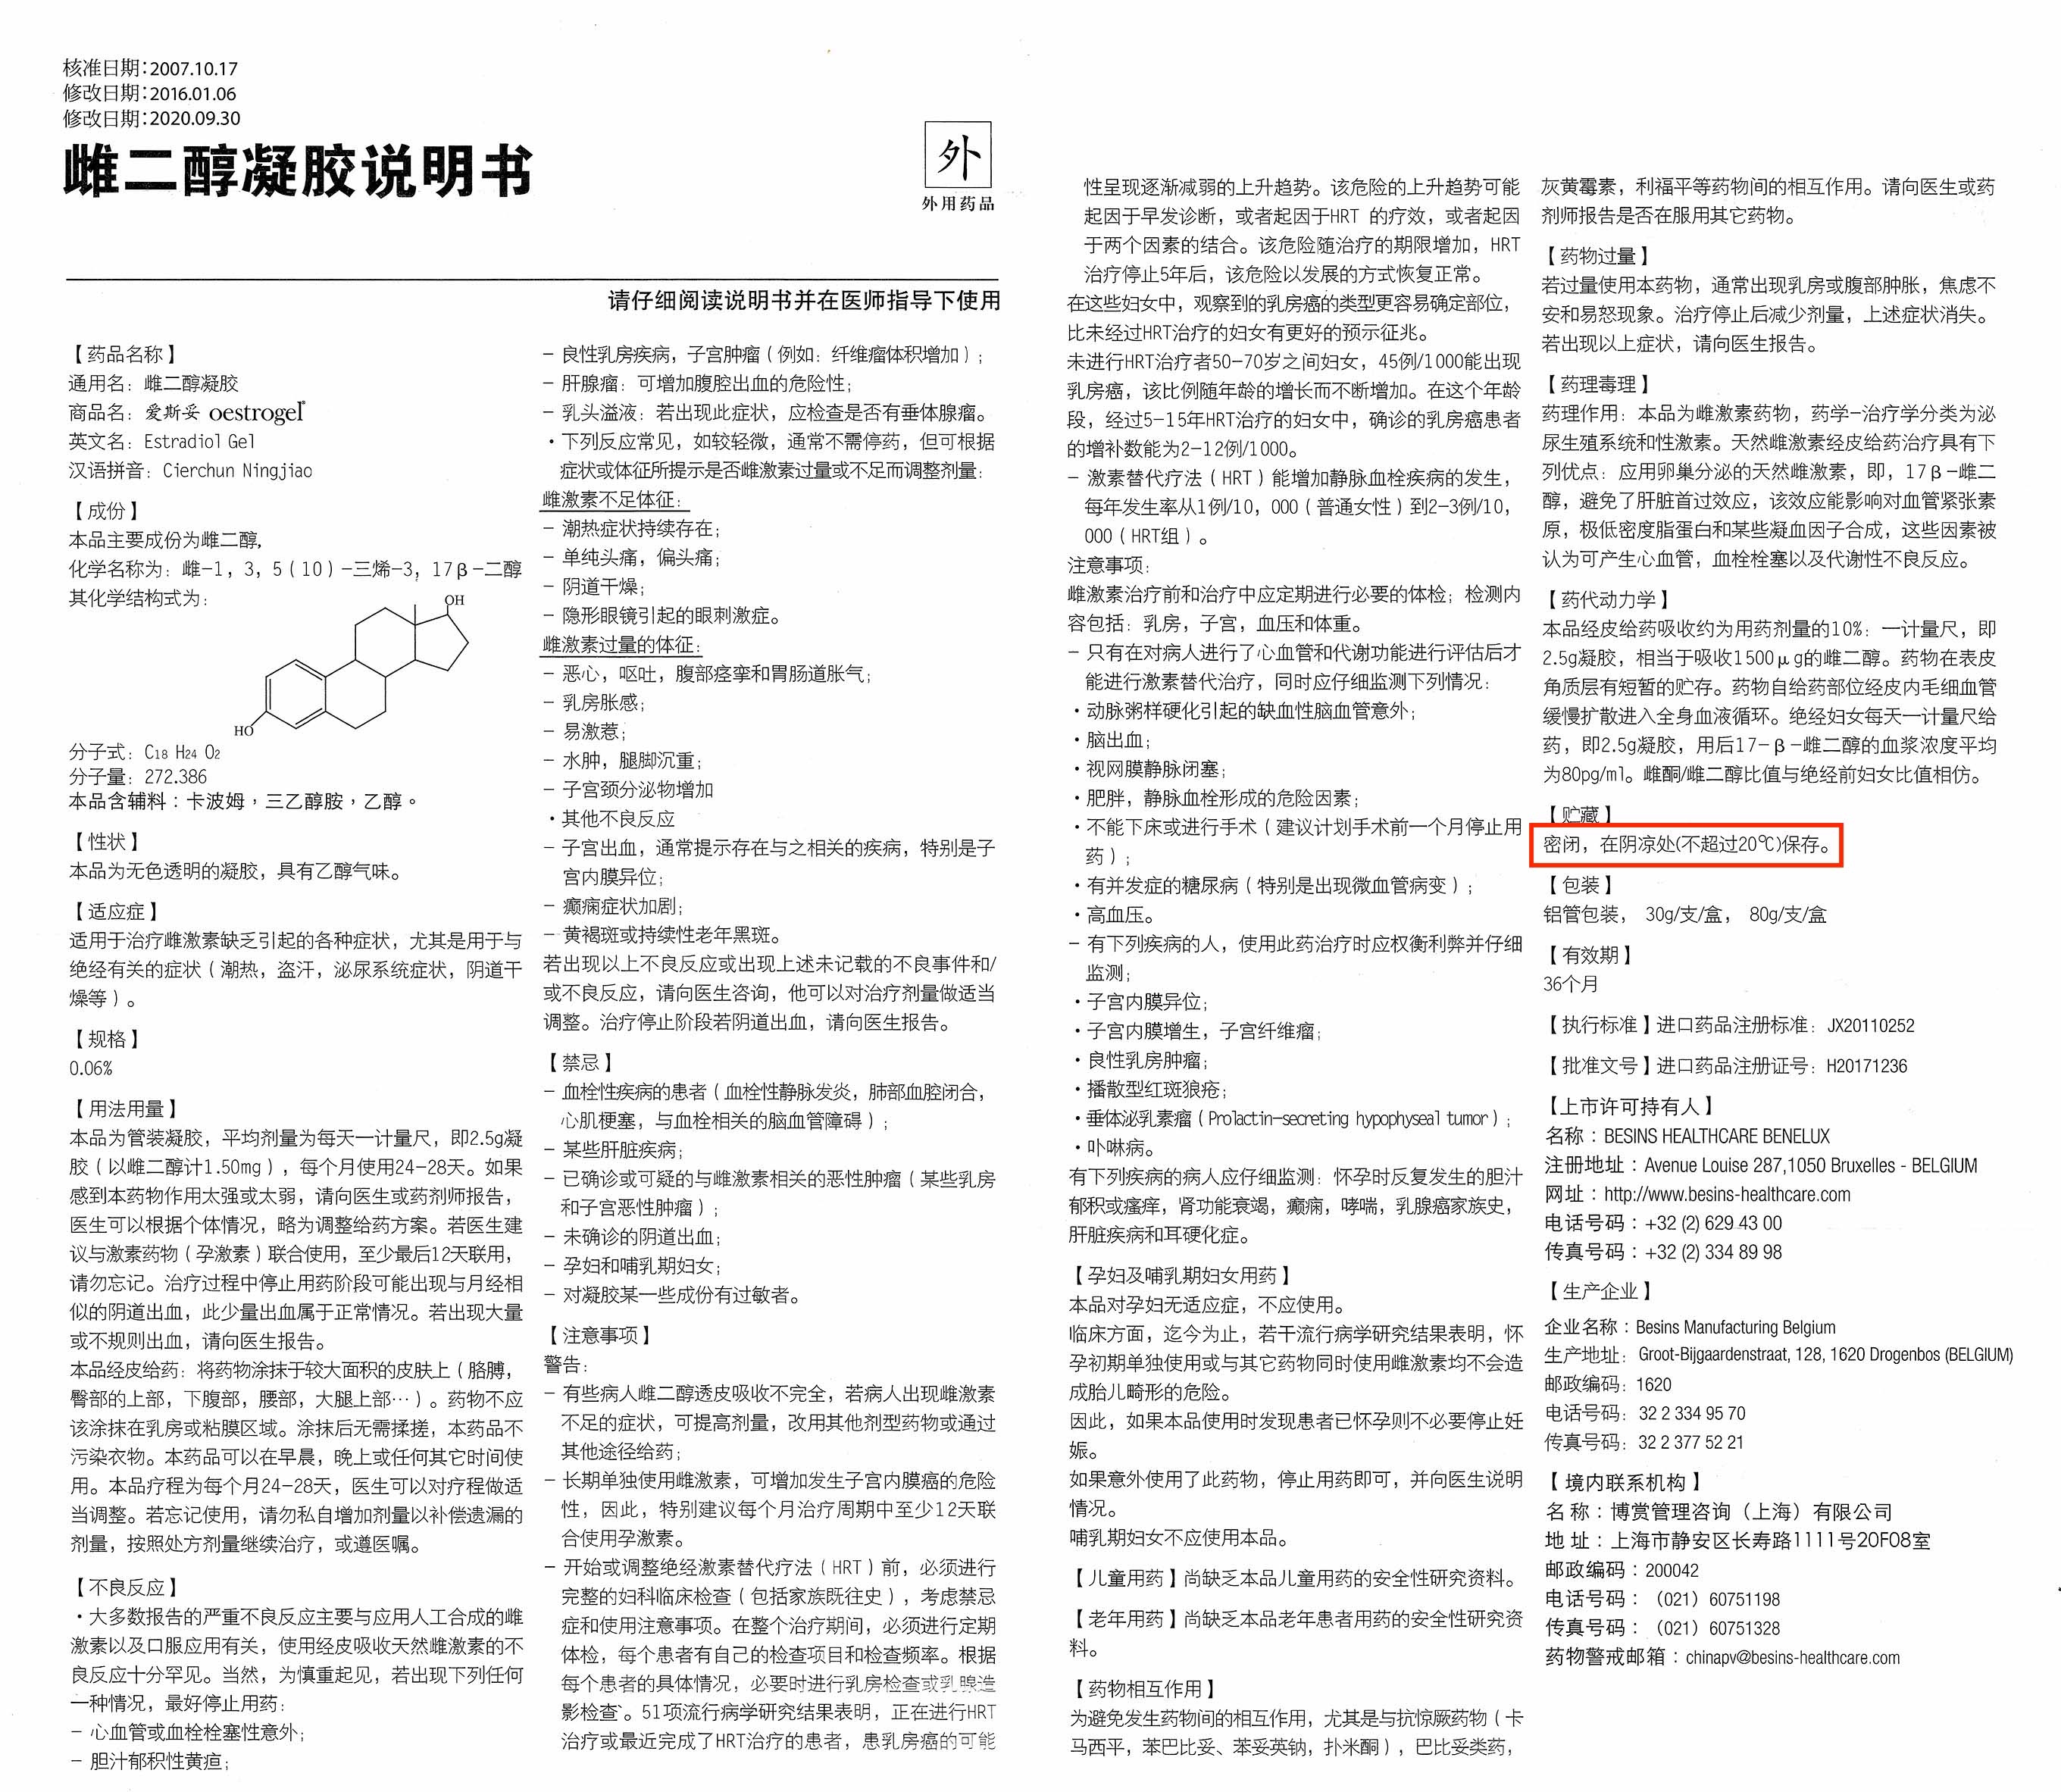 核准日期：2007.10.17
修改日期：2016.01.06
修改日期：2020.09.30
雌二醇凝胶说明书
外
外用药品
请仔细阅读说明书并在医师指导下使用
【药品名称】
通用名：雌二醇凝胶
商品名：爱斯妥 oestrogel®
英文名：Estradiol Gel
汉语拼音：Cierchun Ningjiao
【成份】
本品主要成份为雌二醇，
化学名称为：雌-1，3，5（10）-三烯-3，17β-二醇
其化学结构式为：
OH
HO
分子式：C18 H24 O2
分子量：272.386
本品含辅料：卡波姆，三乙醇胺，乙醇。
【性状】
本品为无色透明的凝胶，具有乙醇气味。
【适应症】
适用于治疗雌激素缺乏引起的各种症状，尤其是用于与
绝经有关的症状（潮热，盗汗，泌尿系统症状，阴道干
燥等）。
【规格】
0.06%
【用法用量】
本品为管装凝胶，平均剂量为每天一计量尺，即2.5g凝
胶（以雌二醇计1.50mg），每个月使用24-28天。如果
感到本药物作用太强或太弱，请向医生或药剂师报告，
医生可以根据个体情况，略为调整给药方案。若医生建
议与激素药物（孕激素）联合使用，至少最后12天联用，
请勿忘记。治疗过程中停止用药阶段可能出现与月经相
似的阴道出血，此少量出血属于正常情况。若出现大量
或不规则出血，请向医生报告。
本品经皮给药：将药物涂抹于较大面积的皮肤上（胳膊，
臀部的上部，下腹部，腰部，大腿上部…）。药物不应
该涂抹在乳房或粘膜区域。涂抹后无需揉搓，本药品不
污染衣物。本药品可以在早晨，晚上或任何其它时间使
用。本品疗程为每个月24-28天，医生可以对疗程做适
当调整。若忘记使用，请勿私自增加剂量以补偿遗漏的
剂量，按照处方剂量继续治疗，或遵医嘱。
【不良反应】
·大多数报告的严重不良反应主要与应用人工合成的雌
激素以及口服应用有关，使用经皮吸收天然雌激素的不
良反应十分罕见。当然，为慎重起见，若出现下列任何
一种情况，最好停止用药：
- 心血管或血栓栓塞性意外；
- 胆汁郁积性黄疸；
- 良性乳房疾病，子宫肿瘤（例如：纤维瘤体积增加）；
- 肝腺瘤：可增加腹腔出血的危险性；
- 乳头溢液：若出现此症状，应检查是否有垂体腺瘤。
·下列反应常见，如较轻微，通常不需停药，但可根据
症状或体征所提示是否雌激素过量或不足而调整剂量：
雌激素不足体征：
- 潮热症状持续存在；
- 单纯头痛，偏头痛；
- 阴道干燥；
- 隐形眼镜引起的眼刺激症。
雌激素过量的体征：
- 恶心，呕吐，腹部痉挛和胃肠道胀气；
- 乳房胀感；
- 易激惹；
- 水肿，腿脚沉重；
- 子宫颈分泌物增加
·其他不良反应
- 子宫出血，通常提示存在与之相关的疾病，特别是子
宫内膜异位；
- 癫痫症状加剧；
- 黄褐斑或持续性老年黑斑。
若出现以上不良反应或出现上述未记载的不良事件和/
或不良反应，请向医生咨询，他可以对治疗剂量做适当
调整。治疗停止阶段若阴道出血，请向医生报告。
【禁忌】
- 血栓性疾病的患者（血栓性静脉发炎，肺部血腔闭合，
心肌梗塞，与血栓相关的脑血管障碍）；
- 某些肝脏疾病；
- 已确诊或可疑的与雌激素相关的恶性肿瘤（某些乳房
和子宫恶性肿瘤）；
- 未确诊的阴道出血；
- 孕妇和哺乳期妇女；
- 对凝胶某一些成份有过敏者。
【注意事项】
警告：
- 有些病人雌二醇透皮吸收不完全，若病人出现雌激素
不足的症状，可提高剂量，改用其他剂型药物或通过
其他途径给药；
- 长期单独使用雌激素，可增加发生子宫内膜癌的危险
性，因此，特别建议每个月治疗周期中至少12天联
合使用孕激素。
- 开始或调整绝经激素替代疗法（HRT）前，必须进行
完整的妇科临床检查（包括家族既往史），考虑禁忌
症和使用注意事项。在整个治疗期间，必须进行定期
体检，每个患者有自己的检查项目和检查频率。根据
每个患者的具体情况，必要时进行乳房检查或乳腺造
影检查。51项流行病学研究结果表明，正在进行HRT
治疗或最近完成了HRT治疗的患者，患乳房癌的可能
性呈现逐渐减弱的上升趋势。该危险的上升趋势可能
起因于早发诊断，或者起因于HRT 的疗效，或者起因
于两个因素的结合。该危险随治疗的期限增加，HRT
治疗停止5年后，该危险以发展的方式恢复正常。
在这些妇女中，观察到的乳房癌的类型更容易确定部位，
比未经过HRT治疗的妇女有更好的预示征兆。
未进行HRT治疗者50-70岁之间妇女，45例/1000能出现
乳房癌，该比例随年龄的增长而不断增加。在这个年龄
段，经过5-15年HRT治疗的妇女中，确诊的乳房癌患者
的增补数能为2-12例/1000。
- 激素替代疗法（HRT）能增加静脉血栓疾病的发生，
每年发生率从1例/10，000（普通女性）到2-3例/10，
000（HRT组）。
注意事项：
雌激素治疗前和治疗中应定期进行必要的体检；检测内
容包括：乳房，子宫，血压和体重。
- 只有在对病人进行了心血管和代谢功能进行评估后才
能进行激素替代治疗，同时应仔细监测下列情况：
·动脉粥样硬化引起的缺血性脑血管意外；
·脑出血；
·视网膜静脉闭塞；
·肥胖，静脉血栓形成的危险因素；
·不能下床或进行手术（建议计划手术前一个月停止用
药）；
·有并发症的糖尿病（特别是出现微血管病变）；
·高血压。
- 有下列疾病的人，使用此药治疗时应权衡利弊并仔细
监测；
·子宫内膜异位；
·子宫内膜增生，子宫纤维瘤；
·良性乳房肿瘤；
·播散型红斑狼疮；
·垂体泌乳素瘤（Prolactin-secreting hypophyseal tumor）；
·卟啉病。
有下列疾病的病人应仔细监测：怀孕时反复发生的胆汁
郁积或瘙痒，肾功能衰竭，癫痫，哮喘，乳腺癌家族史，
肝脏疾病和耳硬化症。
【孕妇及哺乳期妇女用药】
本品对孕妇无适应症，不应使用。
临床方面，迄今为止，若干流行病学研究结果表明，怀
孕初期单独使用或与其它药物同时使用雌激素均不会造
成胎儿畸形的危险。
因此，如果本品使用时发现患者已怀孕则不必要停止妊
娠。
如果意外使用了此药物，停止用药即可，并向医生说明
情况。
哺乳期妇女不应使用本品。
【儿童用药】尚缺乏本品儿童用药的安全性研究资料。
【老年用药】尚缺乏本品老年患者用药的安全性研究资
料。
【药物相互作用】
为避免发生药物间的相互作用，尤其是与抗惊厥药物（卡
马西平，苯巴比妥、苯妥英钠，扑米酮），巴比妥类药，
灰黄霉素，利福平等药物间的相互作用。请向医生或药
剂师报告是否在服用其它药物。
【药物过量】
若过量使用本药物，通常出现乳房或腹部肿胀，焦虑不
安和易怒现象。治疗停止后减少剂量，上述症状消失。
若出现以上症状，请向医生报告。
【药理毒理】
药理作用：本品为雌激素药物，药学-治疗学分类为泌
尿生殖系统和性激素。天然雌激素经皮给药治疗具有下
列优点：应用卵巢分泌的天然雌激素，即，17β-雌二
醇，避免了肝脏首过效应，该效应能影响对血管紧张素
原，极低密度脂蛋白和某些凝血因子合成，这些因素被
认为可产生心血管，血栓栓塞以及代谢性不良反应。
【药代动力学】
本品经皮给药吸收约为用药剂量的10%：一计量尺，即
2.5g凝胶，相当于吸收1500μg的雌二醇。药物在表皮
角质层有短暂的贮存。药物自给药部位经皮内毛细血管
缓慢扩散进入全身血液循环。绝经妇女每天一计量尺给
药，即2.5g凝胶，用后17-β-雌二醇的血浆浓度平均
为80pg/ml。雌酮/雌二醇比值与绝经前妇女比值相仿。
【贮藏】
密闭，在阴凉处(不超过20℃)保存。
【包装】
铝管包装， 30g/支/盒， 80g/支/盒
【有效期】
36个月
【执行标准】进口药品注册标准：JX20110252
【批准文号】进口药品注册证号：H20171236
【上市许可持有人】
名称：BESINS HEALTHCARE BENELUX
注册地址：Avenue Louise 287,1050 Bruxelles - BELGIUM
网址：http://www.besins-healthcare.com
电话号码：+32 (2) 629 43 00
传真号码：+32 (2) 334 89 98
【生产企业】
企业名称：Besins Manufacturing Belgium
生产地址：Groot-Bijgaardenstraat, 128, 1620 Drogenbos (BELGIUM)
邮政编码：1620
电话号码：32 2 334 95 70
传真号码：32 2 377 52 21
【境内联系机构】
名 称：博赏管理咨询（上海）有限公司
地 址：上海市静安区长寿路1111号20F08室
邮政编码：200042
电话号码：（021）60751198
传真号码：（021）60751328
药物警戒邮箱：chinapv@besins-healthcare.com